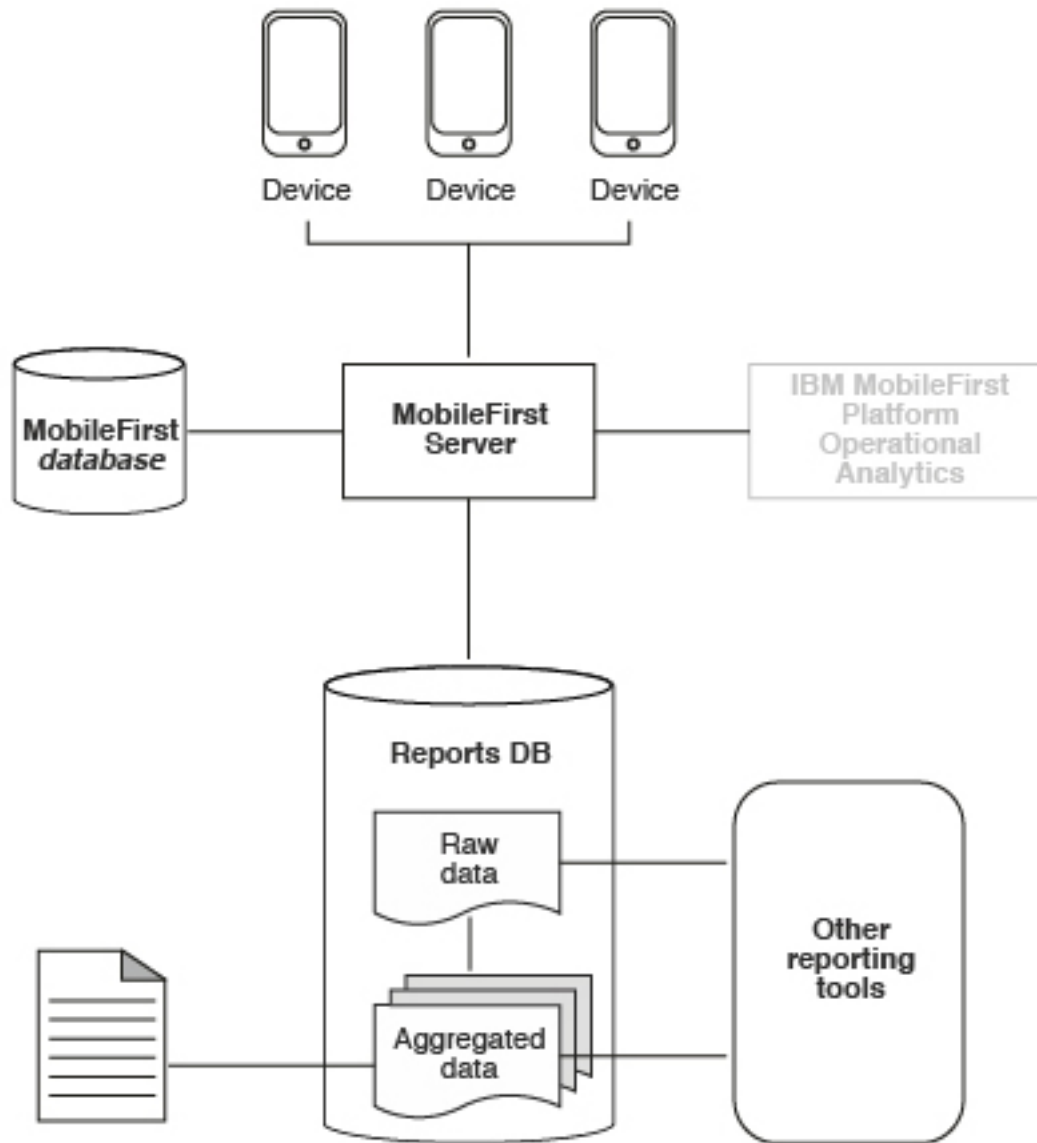 Device
Device
Device
MobileFirst
database
MobileFirst
Server
IBM MobileFirst
Platform
Operational
Analytics
Reports DB
Raw
data
Aggregated
data
Other
reporting
tools